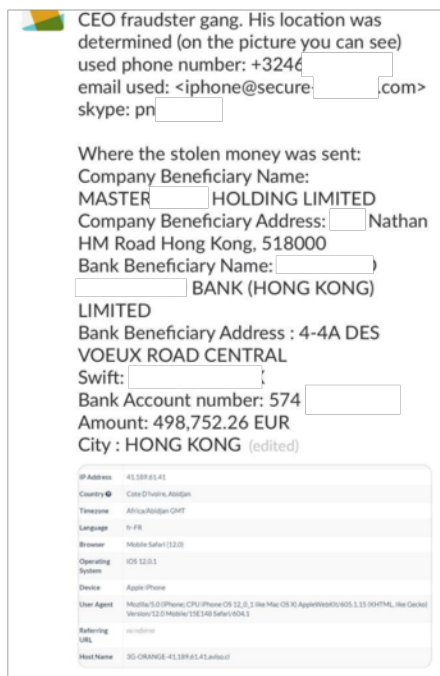 CEO fraudster gang. His location was
determined (on the picture you can see)
used phone number: +3246
email used: <iphone@secure- .com>
skype: pn
Where the stolen money was sent:
Company Beneficiary Name:
MASTER HOLDING LIMITED
Company Beneficiary Address: Nathan
HM Road Hong Kong, 518000
Bank Beneficiary Name:
BANK (HONG KONG)
LIMITED
Bank Beneficiary Address : 4-4A DES
VOEUX ROAD CENTRAL
Swift:
Bank Account number: 574
Amount: 498,752.26 EUR
City : HONG KONG (edited)
IP Address 41.189.61.41
Country Cote D'Ivoire, Abidjan
Timezone Africa/Abidjan GMT
Language fr-FR
Browser Mobile Safari (12.0)
Operating iOS 12.0.1
System
Device Apple iPhone
User Agent Mozilla/5.0 (iPhone; CPU iPhone OS 12_0_1 like Mac OS X) AppleWebKit/605.1.15 (KHTML, like Gecko)
Version/12.0 Mobile/15E148 Safari/604.1
Referring no referrer
URL
Host Name 3G-ORANGE-41.189.61.41.aviso.ci